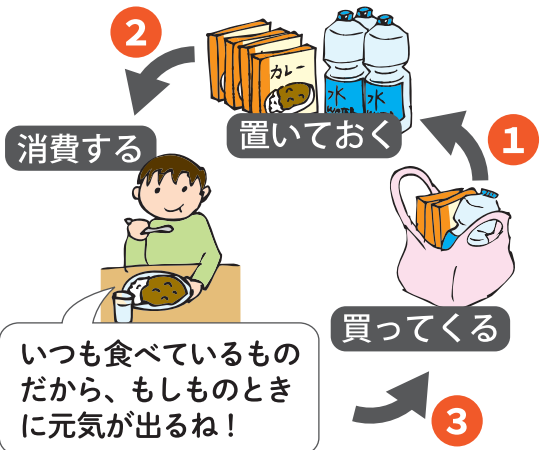 2
カレー
水
WATER
水
WATER
置いておく
1
消費する
買ってくる
いつも食べているもの
だから、もしものとき
に元気が出るね！
3